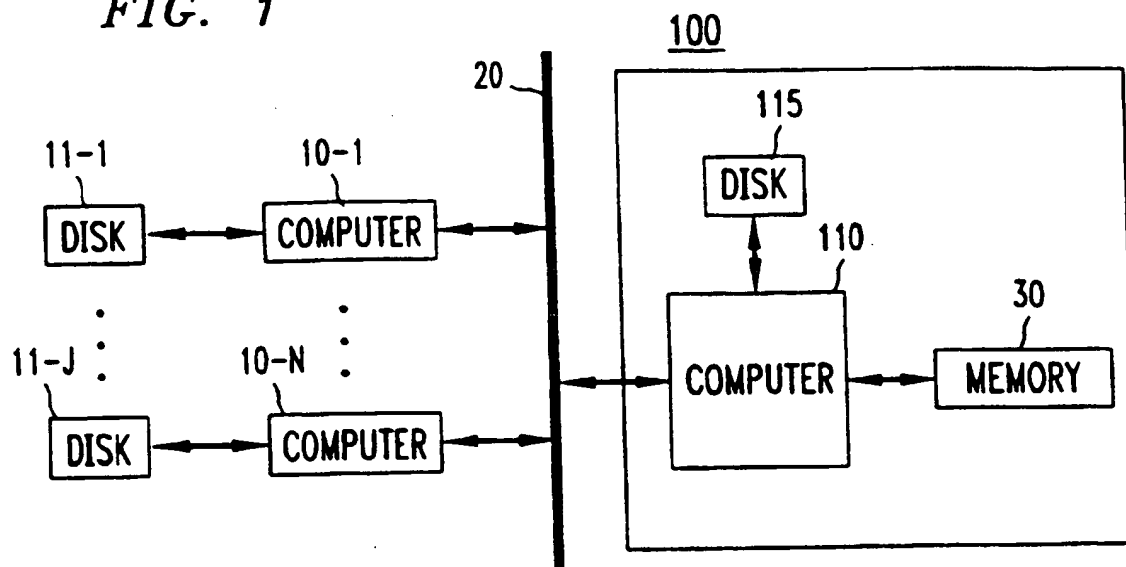 FIG. 1
100
20
115
11-1
10-1
DISK
DISK
COMPUTER
110
30
11-J
10-N
COMPUTER
MEMORY
DISK
COMPUTER